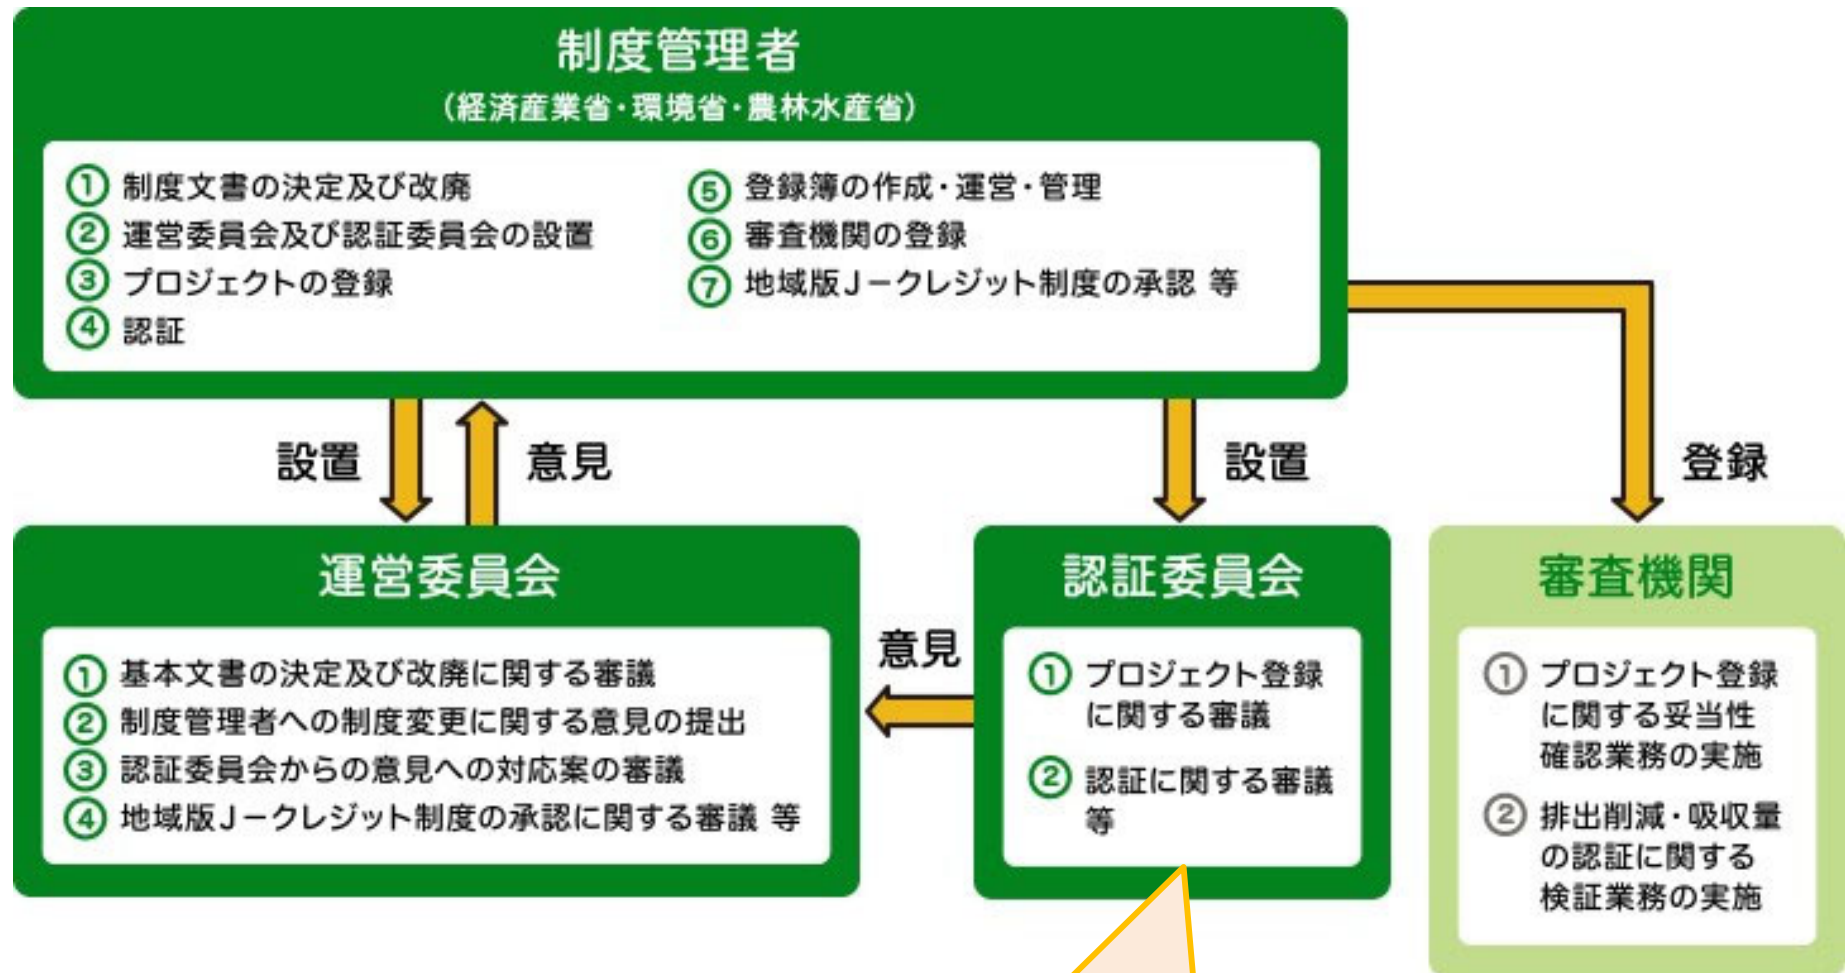 制度管理者
（経済産業省・環境省・農林水産省）
① 制度文書の決定及び改廃
② 運営委員会及び認証委員会の設置
③ プロジェクトの登録
④ 認証
⑤ 登録簿の作成・運営・管理
⑥ 審査機関の登録
⑦ 地域版Ｊークレジット制度の承認 等
設置
意見
設置
登録
運営委員会
① 基本文書の決定及び改廃に関する審議
② 制度管理者への制度変更に関する意見の提出
③ 認証委員会からの意見への対応案の審議
④ 地域版Ｊークレジット制度の承認に関する審議 等
意見
認証委員会
① プロジェクト登録
に関する審議
② 認証に関する審議
等
審査機関
① プロジェクト登録
に関する妥当性
確認業務の実施
② 排出削減・吸収量
の認証に関する
検証業務の実施